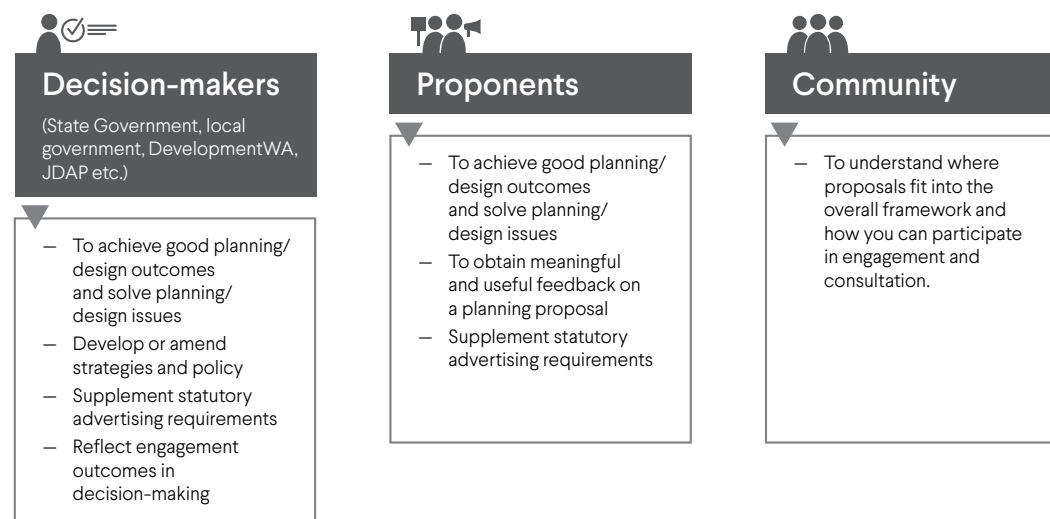 Decision-makers
(State Government, local
government, DevelopmentWA,
JDAP etc.)
— To achieve good planning/
design outcomes
and solve planning/
design issues
— Develop or amend
strategies and policy
— Supplement statutory
advertising requirements
— Reflect engagement
outcomes in
decision-making
Proponents
— To achieve good planning/
design outcomes
and solve planning/
design issues
— To obtain meaningful
and useful feedback on
a planning proposal
— Supplement statutory
advertising requirements
Community
— To understand where
proposals fit into the
overall framework and
how you can participate
in engagement and
consultation.